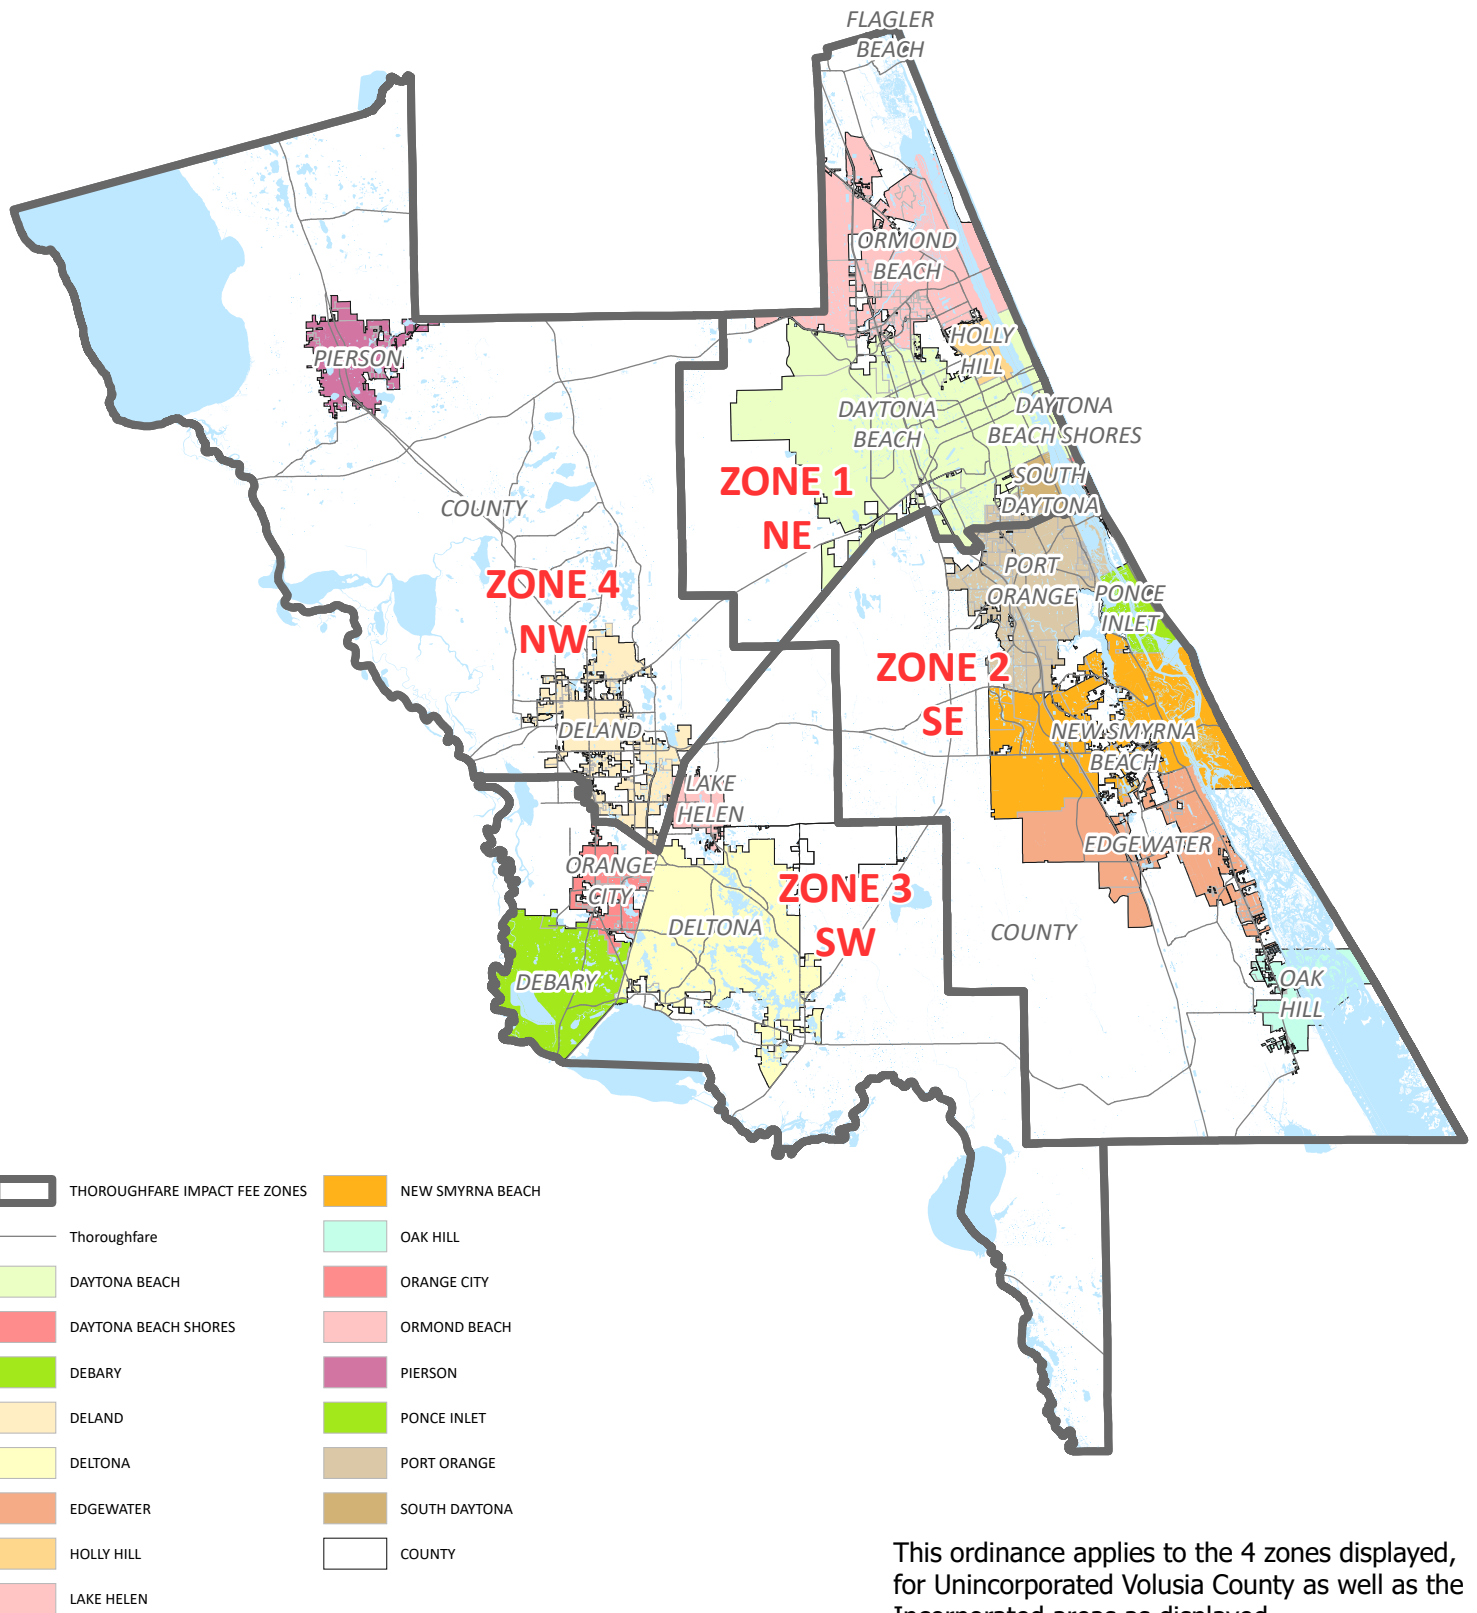 FLAGLER
BEACH
ORMOND
BEACH
HOLLY
HILL
PIERSON
DAYTONA
BEACH
DAYTONA
BEACH SHORES
ZONE 1
NE
SOUTH
DAYTONA
COUNTY
ZONE 4
NW
PORT
ORANGE
PONCE
INLET
ZONE 2
SE
DELAND
NEW SMYRNA
BEACH
LAKE
HELEN
EDGEWATER
ORANGE
CITY
ZONE 3
SW
DELTONA
COUNTY
DEBARY
OAK
HILL
THOROUGHFARE IMPACT FEE ZONES
Thoroughfare
DAYTONA BEACH
DAYTONA BEACH SHORES
DEBARY
DELAND
DELTONA
EDGEWATER
HOLLY HILL
LAKE HELEN
NEW SMYRNA BEACH
OAK HILL
ORANGE CITY
ORMOND BEACH
PIERSON
PONCE INLET
PORT ORANGE
SOUTH DAYTONA
COUNTY
This ordinance applies to the 4 zones displayed,
for Unincorporated Volusia County as well as the
Incorporated areas as displayed